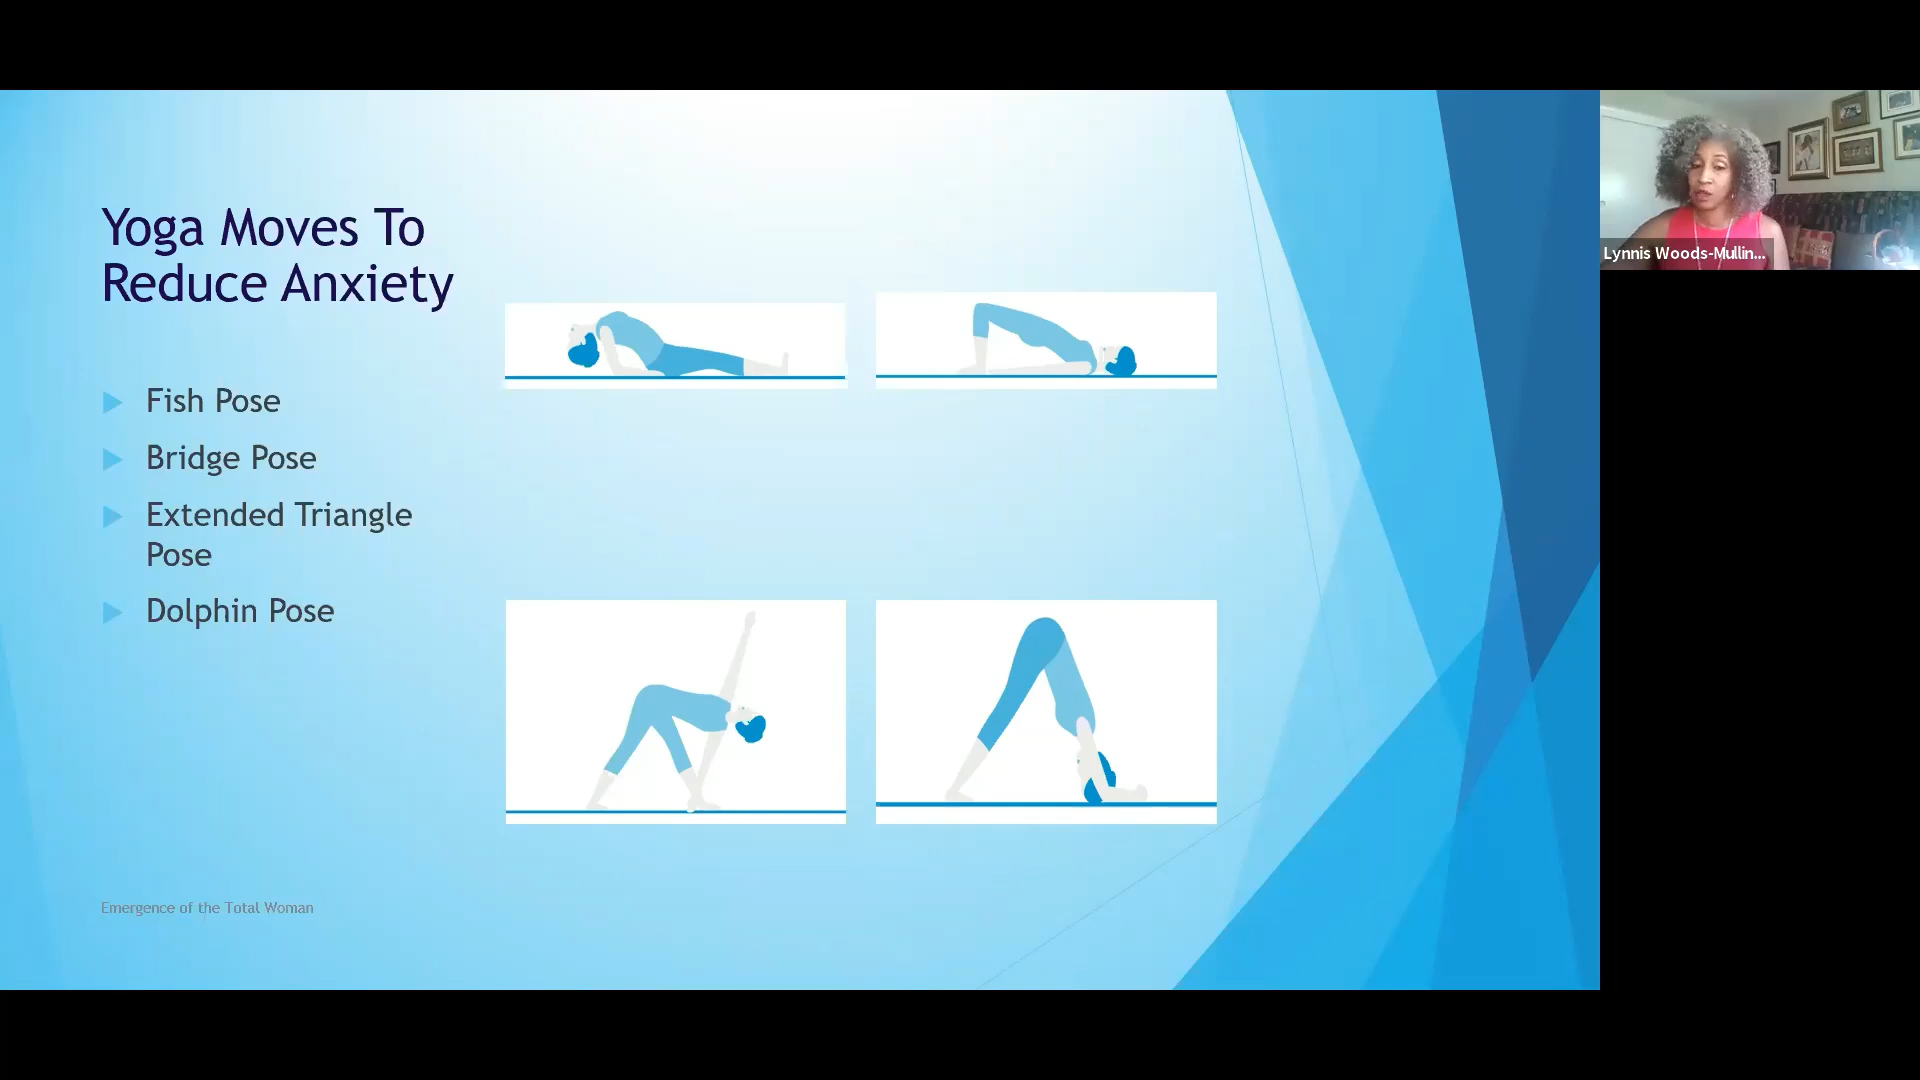 Yoga Moves To
Reduce Anxiety
Fish Pose
Bridge Pose
Extended Triangle
Pose
Dolphin Pose
Emergence of the Total Woman
Lynnis Woods-Mullin...